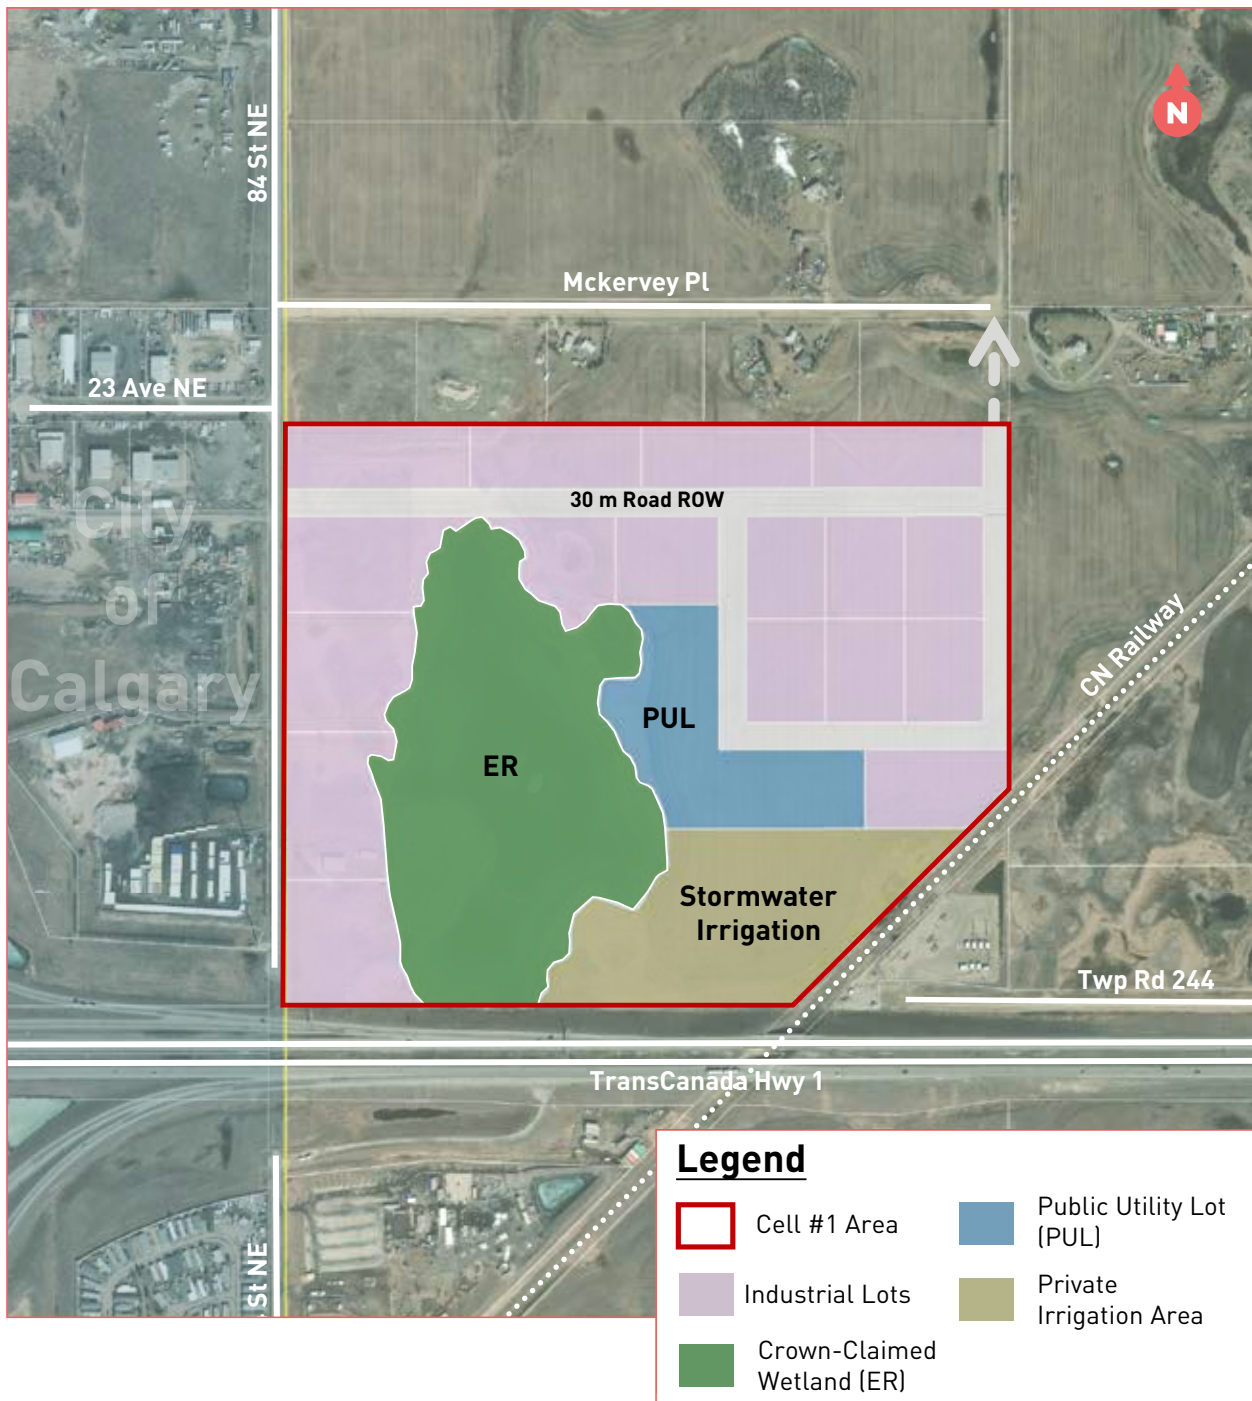 N
84 St NE
Mckervey Pl
23 Ave NE
City
of
Calgary
30 m Road ROW
CN Railway
PUL
ER
Stormwater
Irrigation
Twp Rd 244
TransCanada Hwy 1
St NE
Legend
Cell #1 Area
Public Utility Lot
(PUL)
Industrial Lots
Private
Irrigation Area
Crown-Claimed
Wetland (ER)